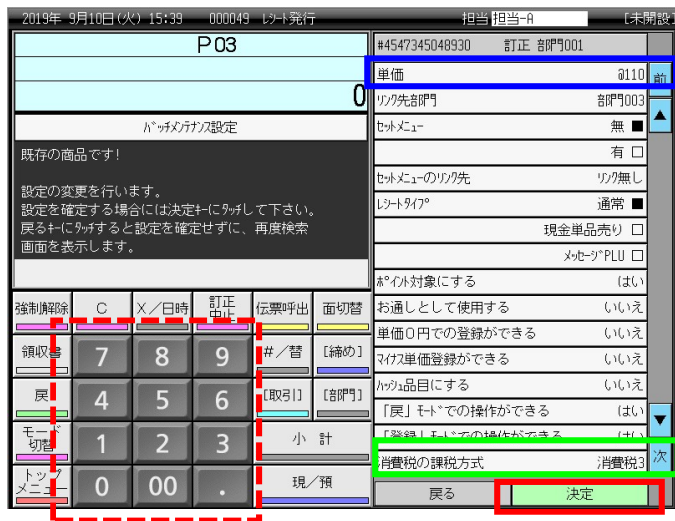 2019年 9月10日(火) 15:39 000049 ﾚｼｰﾄ発行 担当 担当-A [未開設]
P03
0
ﾊﾞｯﾁﾒﾝﾃﾅﾝｽ設定
既存の商品です!
設定の変更を行います。
設定を確定する場合には決定ｷｰにﾀｯﾁして下さい。
戻るｷｰにﾀｯﾁすると設定を確定せずに、再度検索
画面を表示します。
強制解除 C X／日時 訂正中止 伝票呼出 面切替
領収書 7 8 9 #／替 [締め]
戻 4 5 6 [取引] [部門]
モード切替 1 2 3 小 計
トップメニュー 0 00 . 現／預
#4547345048930 訂正 部門001
単価 @110
ﾘﾝｸ先部門 部門003
ｾｯﾄﾒﾆｭｰ 無 ■
有 □
ｾｯﾄﾒﾆｭｰのﾘﾝｸ先 ﾘﾝｸ無し
ﾚｼｰﾄﾀｲﾌﾟ 通常 ■
現金単品売り □
ﾒｯｾｰｼﾞPLU □
ﾎﾟｲﾝﾄ対象にする はい
お通しとして使用する いいえ
単価０円での登録ができる いいえ
ﾏｲﾅｽ単価登録ができる いいえ
ﾊｯｼｭ品目にする いいえ
「戻」ﾓｰﾄﾞでの操作ができる はい
「登録」ﾓｰﾄﾞでの操作ができる はい
消費税の課税方式 消費税3
前
▲
▼
次
戻る 決定